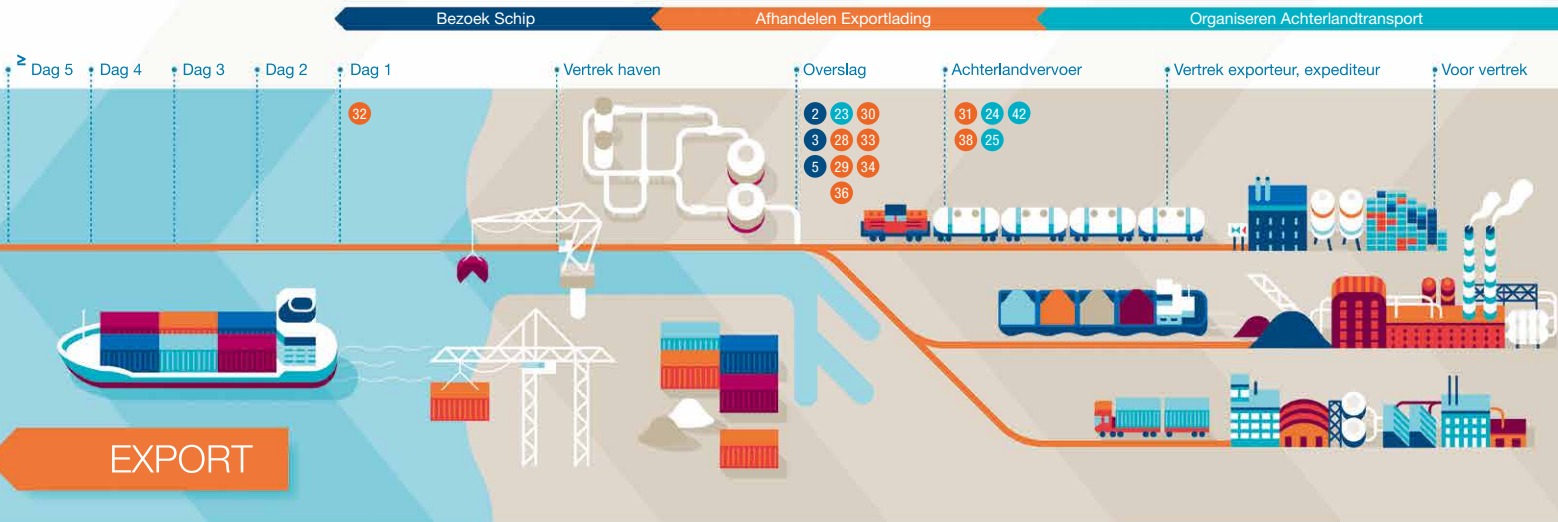 Bezoek Schip
Afhandelen Exportlading
Organiseren Achterlandtransport
≥ Dag 5
Dag 4
Dag 3
Dag 2
Dag 1
Vertrek haven
Overslag
Achterlandvervoer
Vertrek exporteur, expediteur
Voor vertrek
32
2 23 30
3 28 33
5 29 34
36
31 24 42
38 25
EXPORT